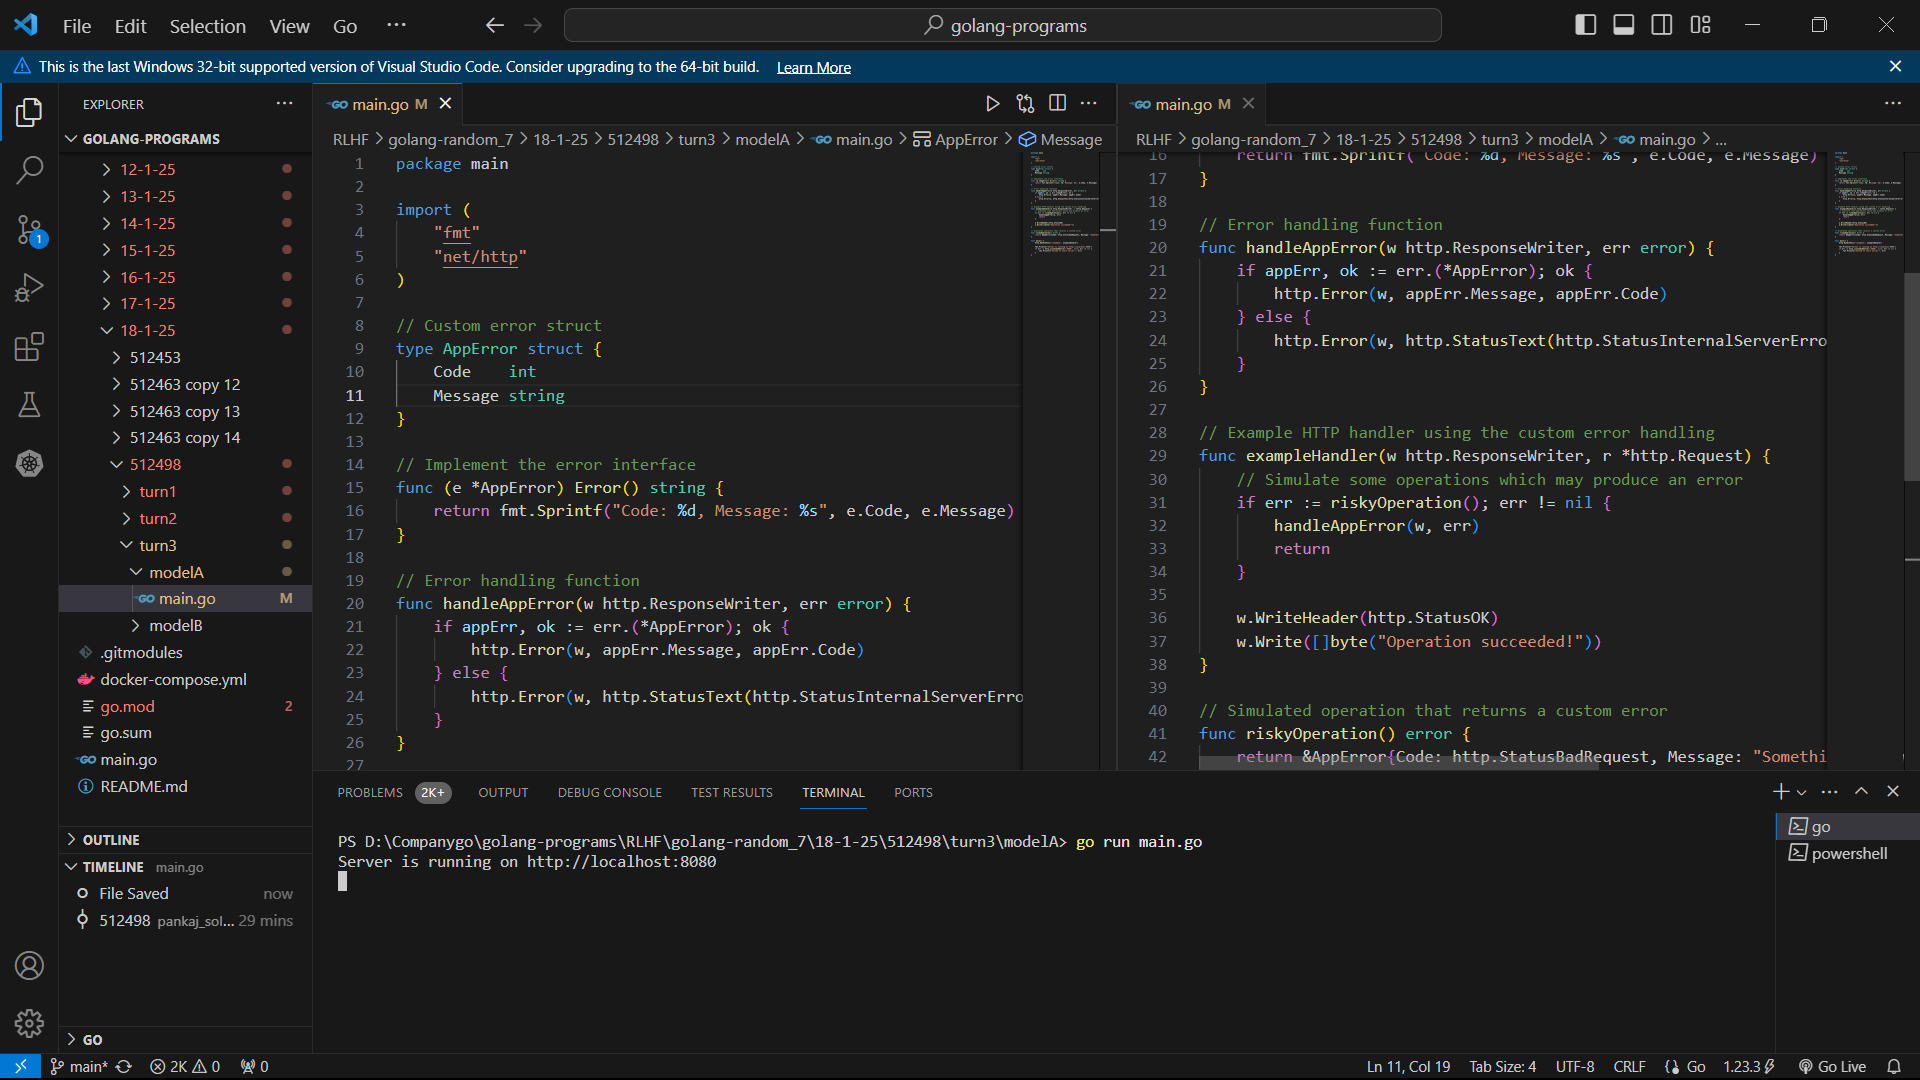 File Edit Selection View Go ···
golang-programs
This is the last Windows 32-bit supported version of Visual Studio Code. Consider upgrading to the 64-bit build. Learn More
EXPLORER
GOLANG-PROGRAMS
12-1-25
13-1-25
14-1-25
15-1-25
16-1-25
17-1-25
18-1-25
512453
512463 copy 12
512463 copy 13
512463 copy 14
512498
turn1
turn2
turn3
modelA
main.go M
modelB
.gitmodules
docker-compose.yml
go.mod 2
go.sum
main.go
README.md
OUTLINE
TIMELINE main.go
File Saved now
512498 pankaj_sol... 29 mins
GO
1
main.go M
RLHF > golang-random_7 > 18-1-25 > 512498 > turn3 > modelA > main.go > AppError > Message
1 package main
2
3 import (
4 "fmt"
5 "net/http"
6 )
7
8 // Custom error struct
9 type AppError struct {
10 Code    int
11 Message string
12 }
13
14 // Implement the error interface
15 func (e *AppError) Error() string {
16 return fmt.Sprintf("Code: %d, Message: %s", e.Code, e.Message)
17 }
18
19 // Error handling function
20 func handleAppError(w http.ResponseWriter, err error) {
21 if appErr, ok := err.(*AppError); ok {
22 http.Error(w, appErr.Message, appErr.Code)
23 } else {
24 http.Error(w, http.StatusText(http.StatusInternalServerErro
25 }
26 }
27
main.go M
RLHF > golang-random_7 > 18-1-25 > 512498 > turn3 > modelA > main.go > ...
16 return fmt.Sprintf("Code: %d, Message: %s", e.Code, e.Message)
17 }
18
19 // Error handling function
20 func handleAppError(w http.ResponseWriter, err error) {
21 if appErr, ok := err.(*AppError); ok {
22 http.Error(w, appErr.Message, appErr.Code)
23 } else {
24 http.Error(w, http.StatusText(http.StatusInternalServerErro
25 }
26 }
27
28 // Example HTTP handler using the custom error handling
29 func exampleHandler(w http.ResponseWriter, r *http.Request) {
30 // Simulate some operations which may produce an error
31 if err := riskyOperation(); err != nil {
32 handleAppError(w, err)
33 return
34 }
35
36 w.WriteHeader(http.StatusOK)
37 w.Write([]byte("Operation succeeded!"))
38 }
39
40 // Simulated operation that returns a custom error
41 func riskyOperation() error {
42 return &AppError{Code: http.StatusBadRequest, Message: "Somethi
PROBLEMS 2K+ OUTPUT DEBUG CONSOLE TEST RESULTS TERMINAL PORTS
PS D:\Companygo\golang-programs\RLHF\golang-random_7\18-1-25\512498\turn3\modelA> go run main.go
Server is running on http://localhost:8080
go
powershell
main* 2K 0 0 Ln 11, Col 19 Tab Size: 4 UTF-8 CRLF Go 1.23.3 Go Live